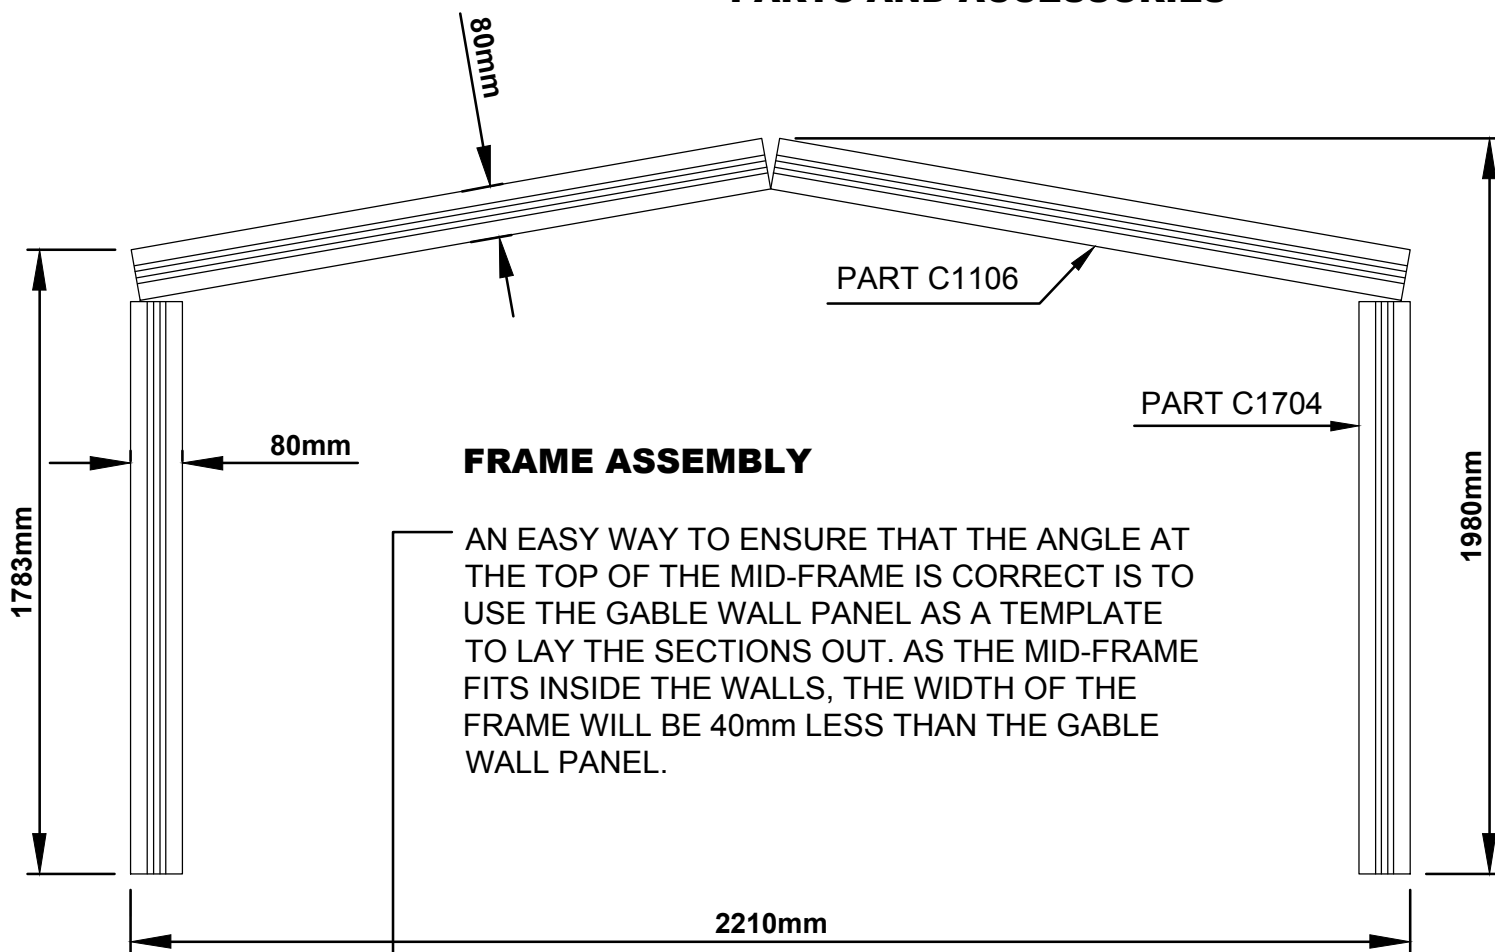 PARTS AND ACCESSORIES
80mm
PART C1106
PART C1704
80mm
FRAME ASSEMBLY
1783mm
1980mm
AN EASY WAY TO ENSURE THAT THE ANGLE AT
THE TOP OF THE MID-FRAME IS CORRECT IS TO
USE THE GABLE WALL PANEL AS A TEMPLATE
TO LAY THE SECTIONS OUT. AS THE MID-FRAME
FITS INSIDE THE WALLS, THE WIDTH OF THE
FRAME WILL BE 40mm LESS THAN THE GABLE
WALL PANEL.
2210mm